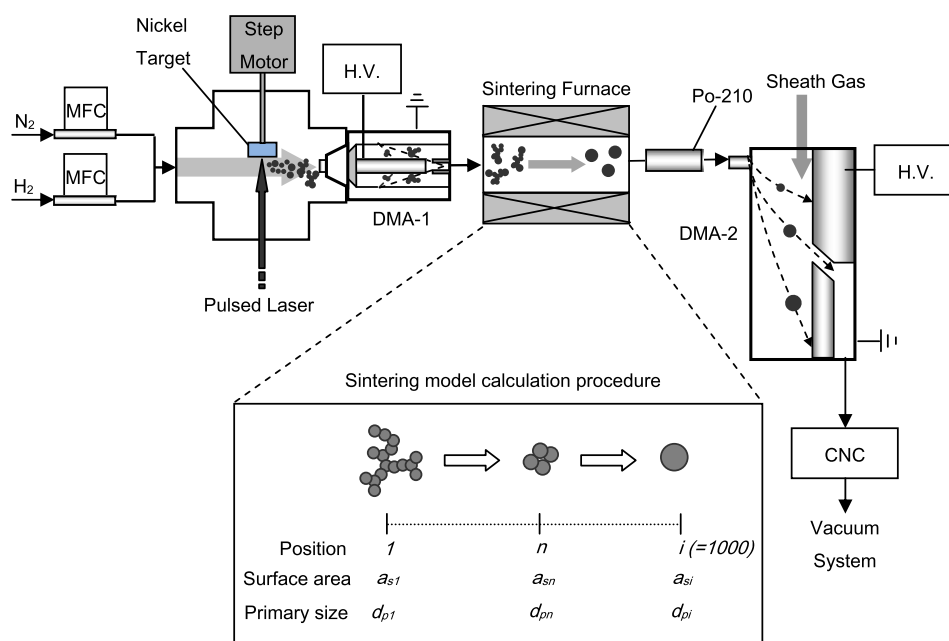 Nickel
Target
Step
Motor
H.V.
MFC
N2
MFC
H2
DMA-1
Pulsed Laser
Sintering Furnace
Po-210
Sheath Gas
H.V.
DMA-2
CNC
Vacuum
System
Sintering model calculation procedure
Position 1 n i (=1000)
Surface area as1 asn asi
Primary size dp1 dpn dpi